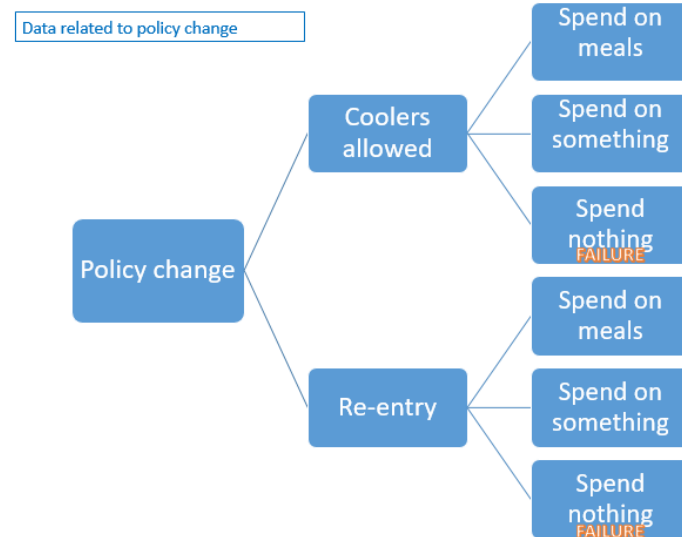 Data related to policy change
Spend on
meals
Coolers
allowed
Spend on
something
Spend
nothing
FAILURE
Policy change
Spend on
meals
Re-entry
Spend on
something
Spend
nothing
FAILURE